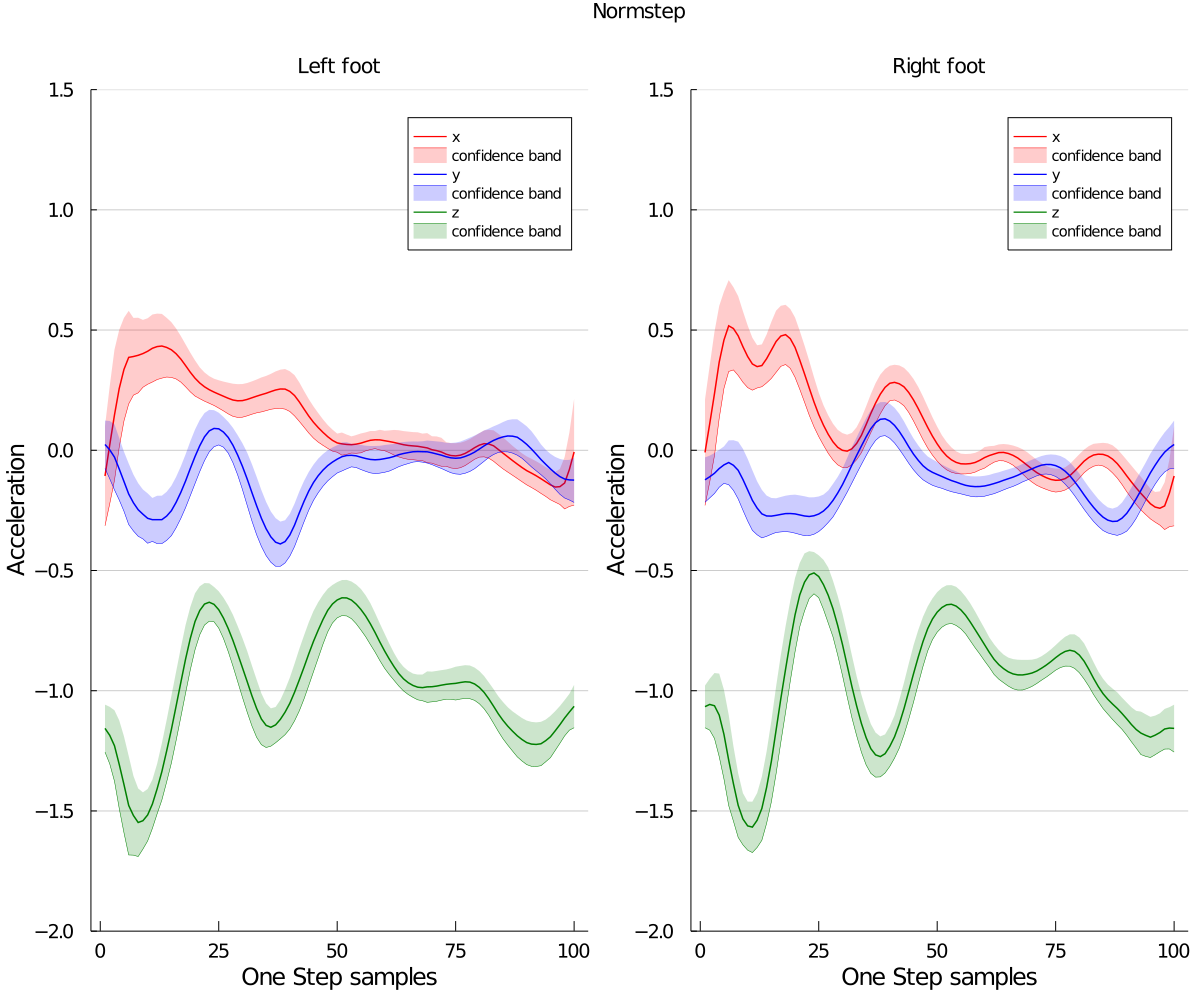 Normstep
Left foot
1.5
1.0
0.5
0.0
−0.5
−1.0
−1.5
−2.0
Acceleration
x
confidence band
y
confidence band
z
confidence band
0 25 50 75 100
One Step samples
Right foot
1.5
1.0
0.5
0.0
−0.5
−1.0
−1.5
−2.0
Acceleration
x
confidence band
y
confidence band
z
confidence band
0 25 50 75 100
One Step samples